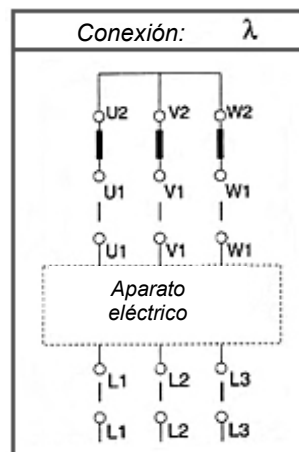 Conexión: λ
U2 V2 W2
U1 V1 W1
U1 V1 W1
Aparato
eléctrico
L1 L2 L3
L1 L2 L3